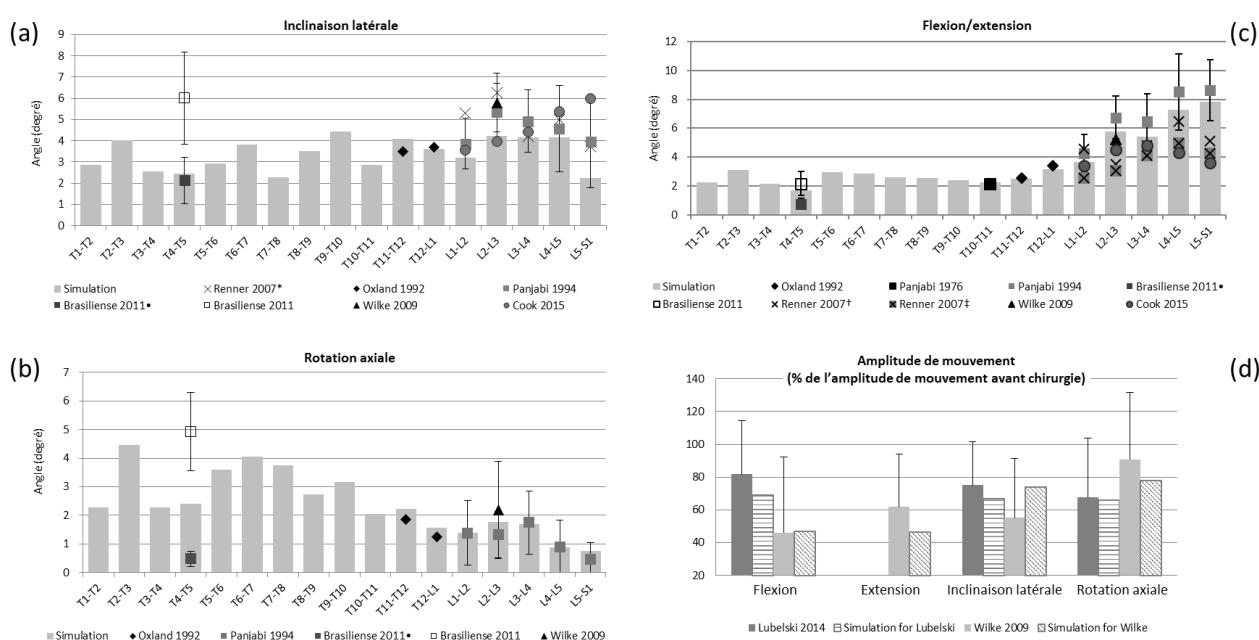 (a)
Inclinaison latérale
Angle (degré)
9
8
7
6
5
4
3
2
1
0
T1-T2 T2-T3 T3-T4 T4-T5 T5-T6 T6-T7 T7-T8 T8-T9 T9-T10 T10-T11 T11-T12 T12-L1 L1-L2 L2-L3 L3-L4 L4-L5 L5-S1
Simulation Renner 2007* Oxland 1992 Panjabi 1994
Brasiliense 2011• Brasiliense 2011 Wilke 2009 Cook 2015
(c)
Flexion/extension
Angle (degré)
14
12
10
8
6
4
2
0
T1-T2 T2-T3 T3-T4 T4-T5 T5-T6 T6-T7 T7-T8 T8-T9 T9-T10 T10-T11 T11-T12 T12-L1 L1-L2 L2-L3 L3-L4 L4-L5 L5-S1
Simulation Oxland 1992 Panjabi 1976 Panjabi 1994 Brasiliense 2011•
Brasiliense 2011 Renner 2007† Renner 2007‡ Wilke 2009 Cook 2015
(b)
Rotation axiale
Angle (degré)
7
6
5
4
3
2
1
0
T1-T2 T2-T3 T3-T4 T4-T5 T5-T6 T6-T7 T7-T8 T8-T9 T9-T10 T10-T11 T11-T12 T12-L1 L1-L2 L2-L3 L3-L4 L4-L5 L5-S1
Simulation Oxland 1992 Panjabi 1994 Brasiliense 2011• Brasiliense 2011 Wilke 2009
(d)
Amplitude de mouvement
(% de l’amplitude de mouvement avant chirurgie)
140
120
100
80
60
40
20
Flexion Extension Inclinaison latérale Rotation axiale
Lubelski 2014 Simulation for Lubelski Wilke 2009 Simulation for Wilke